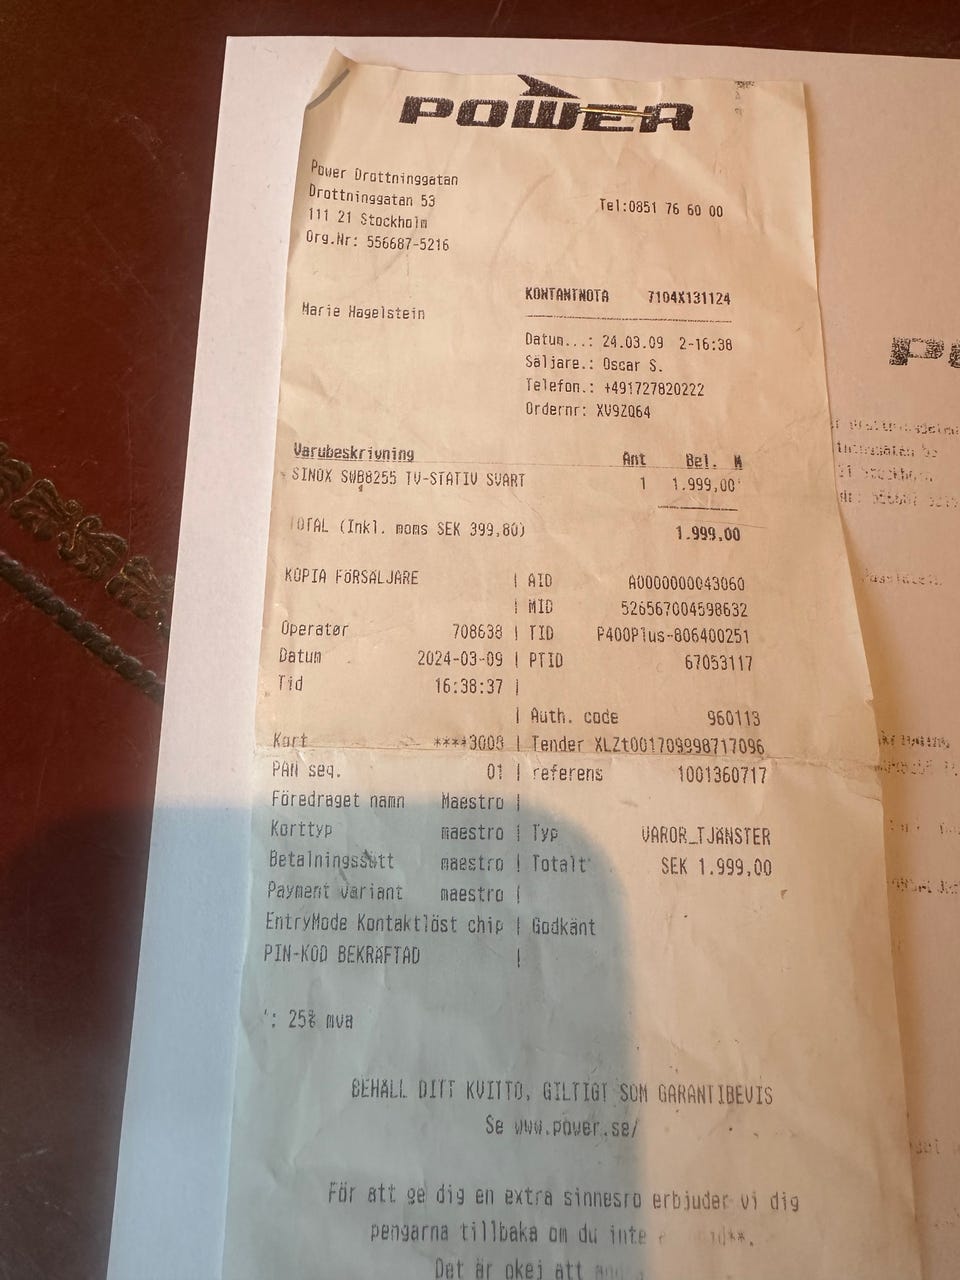 POWER
Power Drottninggatan
Drottninggatan 53
111 21 Stockholm
Org.Nr: 556687-5216
Tel:0851 76 60 00
KONTANTNOTA 7104X131124
Marie Hagelstein
Datum...: 24.03.09 2-16:38
Säljare.: Oscar S.
Telefon.: +491727820222
Ordernr: XV9ZQ64
Varubeskrivning Ant Bel. M
SINOX SWB8255 TV-STATIV SVART 1 1.999,00'
TOTAL (Inkl. moms SEK 399,80) 1.999.00
KOPIA FÖRSÄLJARE | AID A0000000043060
| MID 526567004598632
Operatør 708638 | TID P400Plus-806400251
Datum 2024-03-09 | PTID 67053117
Tid 16:38:37 |
| Auth. code 960113
Kort ****3008 | Tender XLZt001709998717096
PAN seq. 01 | referens 1001360717
Föredraget namn Maestro |
Korttyp maestro | Typ VAROR_TJÄNSTER
Betalningssätt maestro | Totalt SEK 1.999,00
Payment variant maestro |
EntryMode Kontaktlöst chip | Godkänt
PIN-KOD BEKRÄFTAD |
': 25% mva
BEHÅLL DITT KVITTO, GILTIGT SOM GARANTIBEVIS
Se www.power.se/
För att ge dig en extra sinnesro erbjuder vi dig
pengarna tillbaka om du inte
Det är okej att